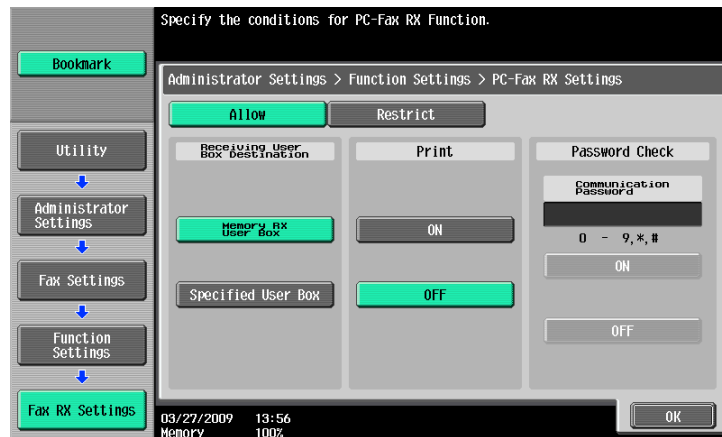 Specify the conditions for PC-Fax RX Function.
Bookmark
Administrator Settings > Function Settings > PC-Fax RX Settings
Allow
Restrict
Utility
Administrator
Settings
Fax Settings
Function
Settings
Fax RX Settings
Receiving User
Box Destination
Memory RX
User Box
Specified User Box
Print
ON
OFF
Password Check
Communication
Password
0 - 9,*,#
ON
OFF
03/27/2009 13:56
Memory 100%
OK